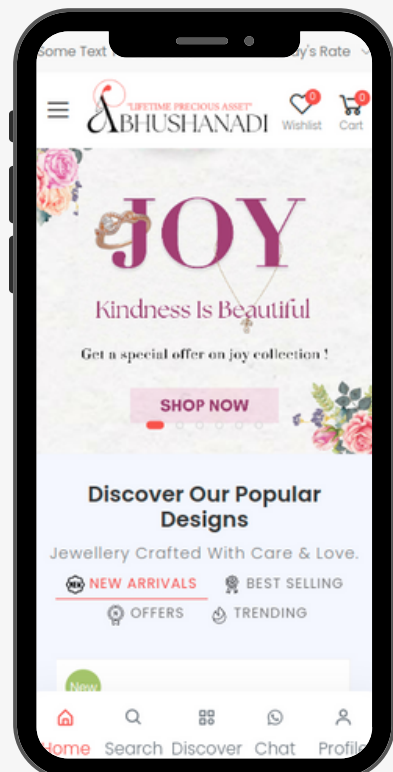 Some Text
y's Rate
"LIFETIME PRECIOUS ASSET"
ABHUSHANADI
0
0
Wishlist
Cart
JOY
Kindness Is Beautiful
Get a special offer on joy collection !
SHOP NOW
Discover Our Popular
Designs
Jewellery Crafted With Care & Love.
NEW
NEW ARRIVALS
BEST SELLING
OFFERS
TRENDING
New
Home Search Discover Chat Profile